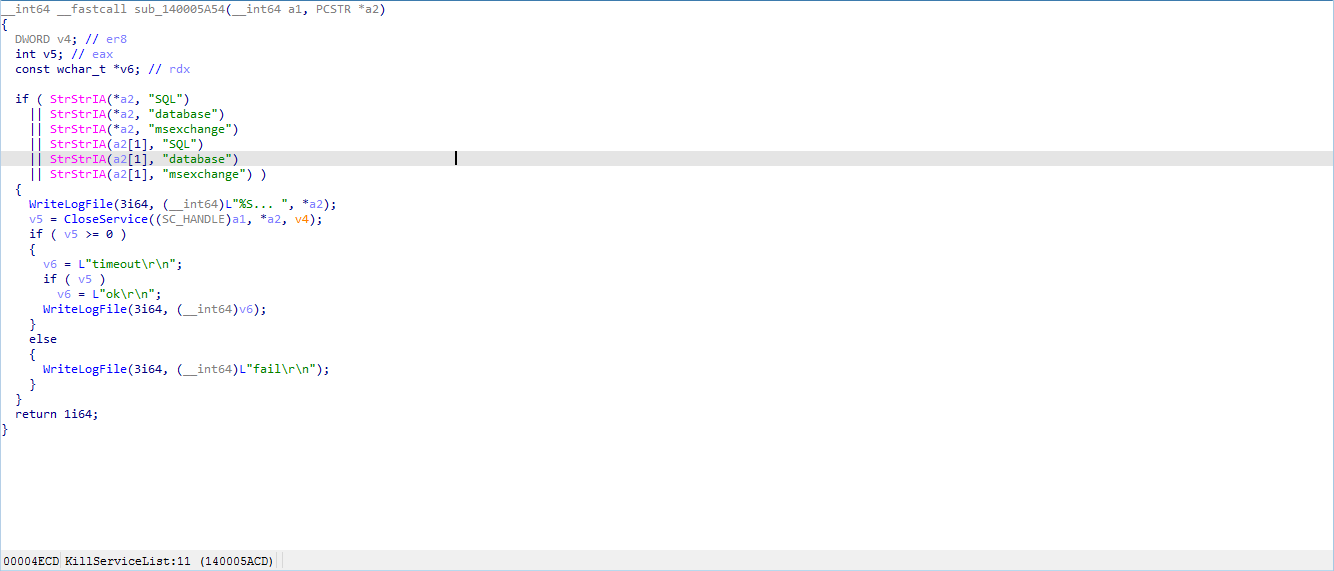 __int64 __fastcall sub_140005A54(__int64 a1, PCSTR *a2)
{
  DWORD v4; // er8
  int v5; // eax
  const wchar_t *v6; // rdx

  if ( StrStrIA(*a2, "SQL")
    || StrStrIA(*a2, "database")
    || StrStrIA(*a2, "msexchange")
    || StrStrIA(a2[1], "SQL")
    || StrStrIA(a2[1], "database")
    || StrStrIA(a2[1], "msexchange") )
  {
    WriteLogFile(3i64, (__int64)L"%S... ", *a2);
    v5 = CloseService((SC_HANDLE)a1, *a2, v4);
    if ( v5 >= 0 )
    {
      v6 = L"timeout\r\n";
      if ( v5 )
        v6 = L"ok\r\n";
      WriteLogFile(3i64, (__int64)v6);
    }
    else
    {
      WriteLogFile(3i64, (__int64)L"fail\r\n");
    }
  }
  return 1i64;
}
00004ECD KillServiceList:11 (140005ACD)